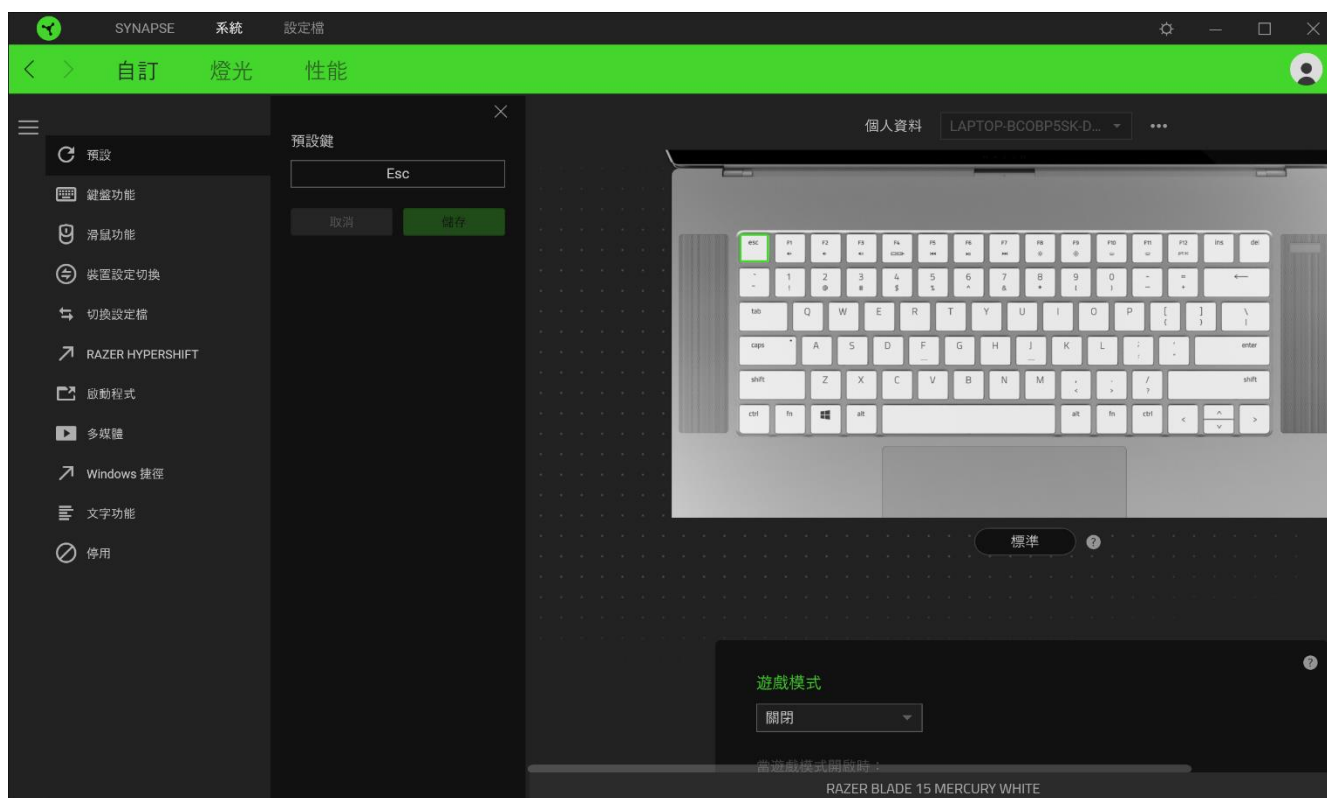 SYNAPSE 系統 設定檔
自訂 燈光 性能
預設
鍵盤功能
滑鼠功能
裝置設定切換
切換設定檔
RAZER HYPERSHIFT
啟動程式
多媒體
Windows 捷徑
文字功能
停用
預設鍵
Esc
取消 儲存
個人資料 LAPTOP-BCOBP5SK-D...
esc F1 F2 F3 F4 F5 F6 F7 F8 F9 F10 F11 F12 ins del
1 2 3 4 5 6 7 8 9 0 - =
! @ # $ % ^ & * ( ) _ +
tab Q W E R T Y U I O P [ ] \
caps A S D F G H J K L ; ' enter
shift Z X C V B N M , . / shift
< > ?
ctrl fn alt alt fn ctrl < ^ >
v
標準 ?
遊戲模式
關閉
當遊戲模式開啟時：
RAZER BLADE 15 MERCURY WHITE